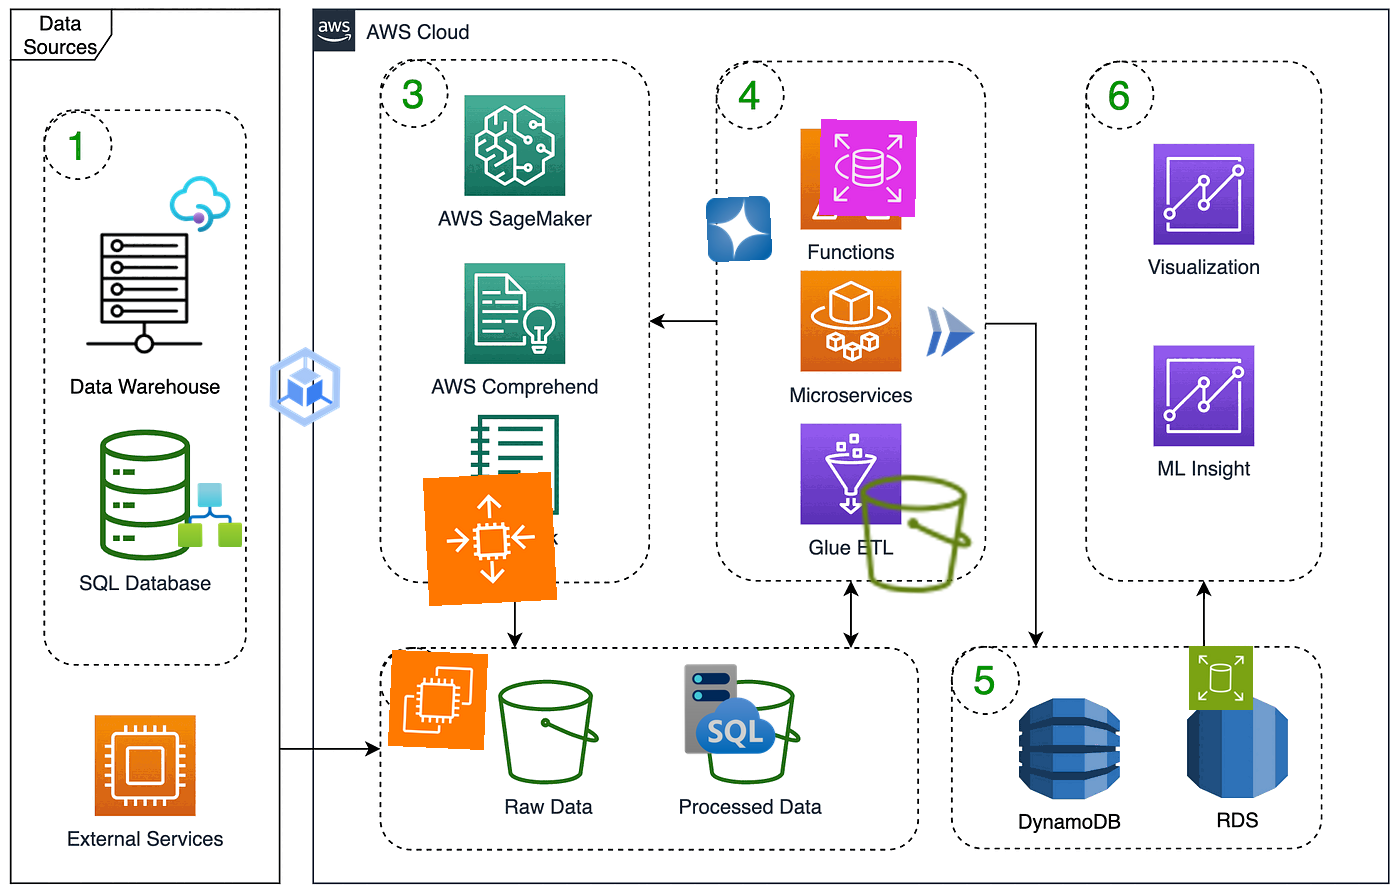 Data
Sources
aws
AWS Cloud
1
Data Warehouse
SQL Database
External Services
3
AWS SageMaker
AWS Comprehend
4
Functions
Microservices
Glue ETL
6
Visualization
ML Insight
Raw Data
SQL
Processed Data
5
DynamoDB
RDS